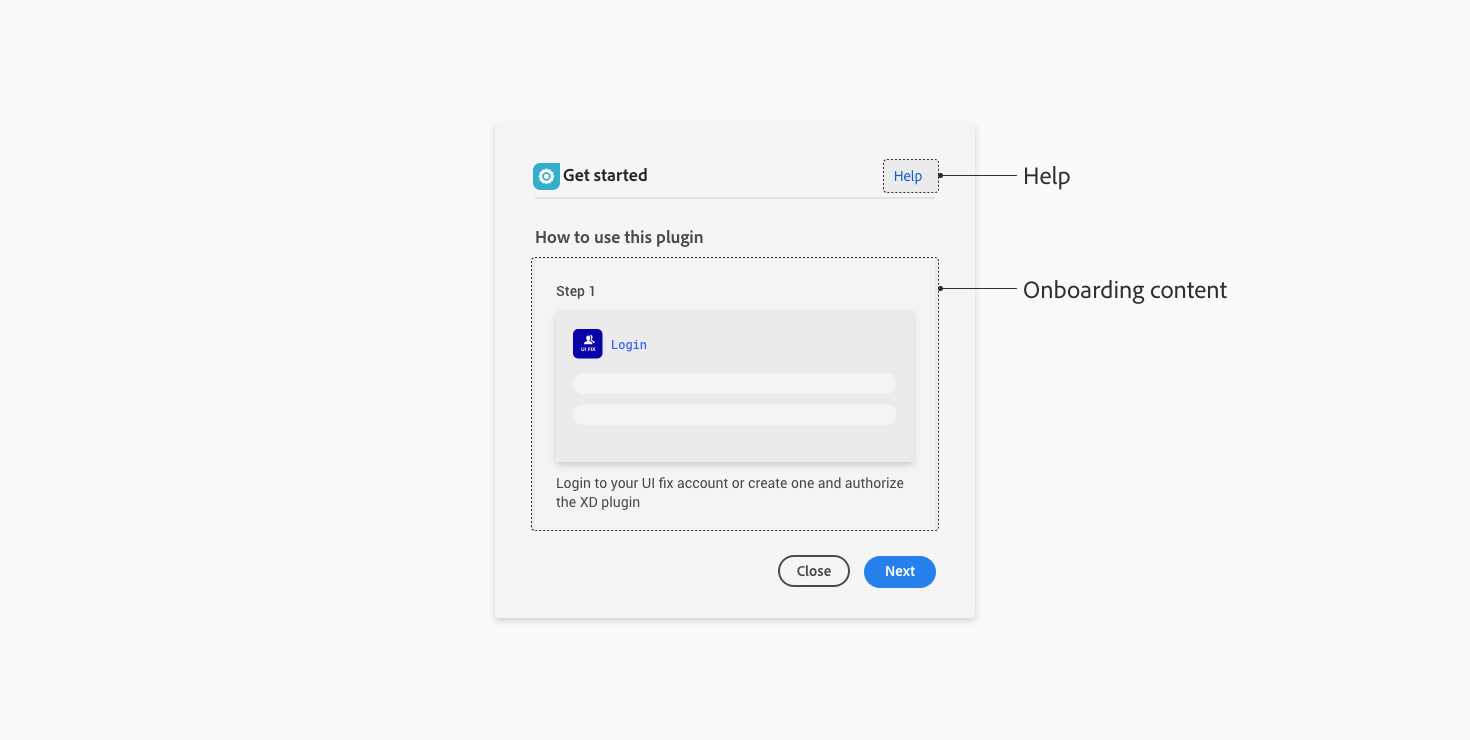 Get started
Help
Help
How to use this plugin
Onboarding content
Step 1
UI FIX
Login
Login to your UI fix account or create one and authorize
the XD plugin
Close
Next